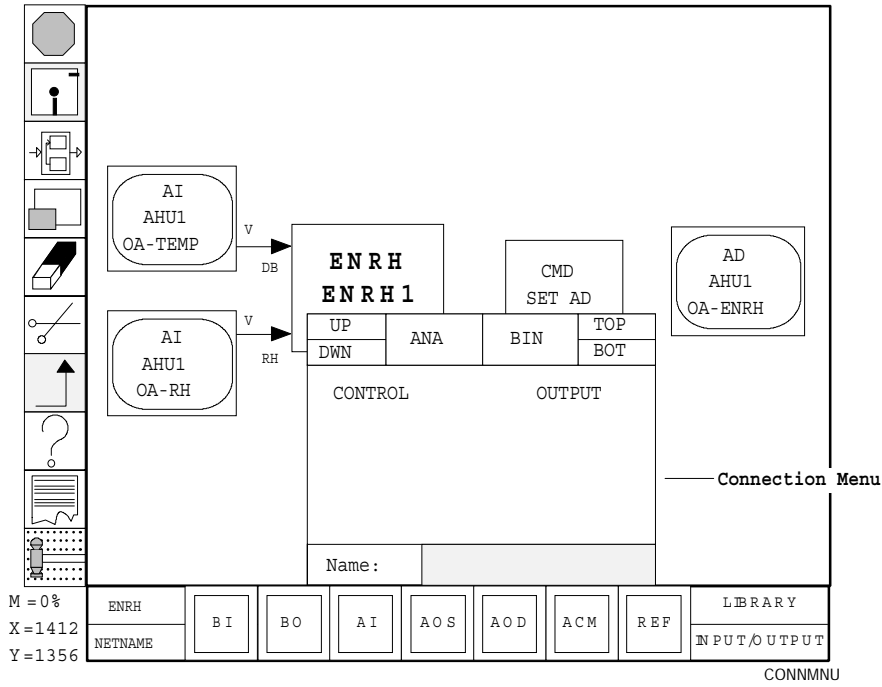 AI
AHU1
OA-TEMP
V
DB
ENRH
ENRH1
CMD
SET AD
AD
AHU1
OA-ENRH
AI
AHU1
OA-RH
V
RH
UP
DWN
ANA
BIN
TOP
BOT
CONTROL
OUTPUT
Connection Menu
Name:
M = 0%
X =1412
Y =1356
ENRH
NETNAME
BI
BO
AI
AOS
AOD
ACM
REF
LIBRARY
INPUT/OUTPUT
CONNMNU